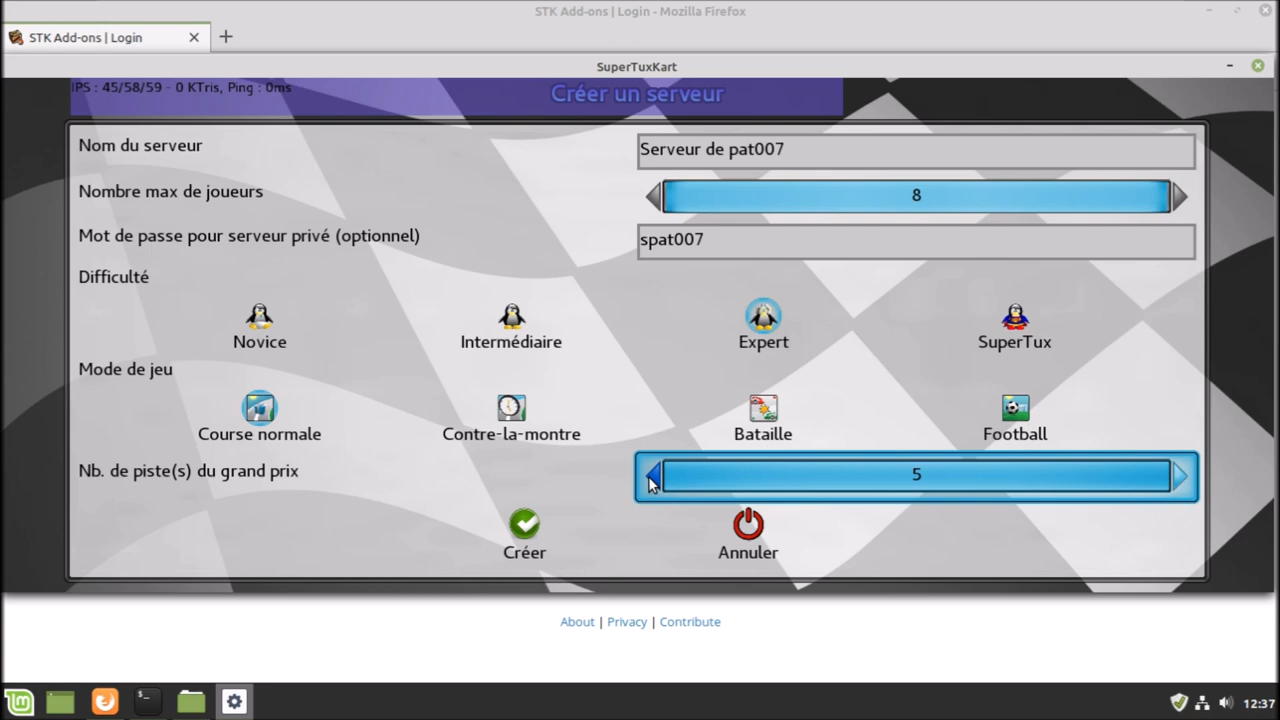 STK Add-ons | Login - Mozilla Firefox
STK Add-ons | Login
SuperTuxKart
IPS : 45/58/59 - 0 KTris, Ping : 0ms
Créer un serveur
Nom du serveur
Serveur de pat007
Nombre max de joueurs
8
Mot de passe pour serveur privé (optionnel)
spat007
Difficulté
Novice
Intermédiaire
Expert
SuperTux
Mode de jeu
Course normale
Contre-la-montre
Bataille
Football
Nb. de piste(s) du grand prix
5
Créer
Annuler
About | Privacy | Contribute
12:37